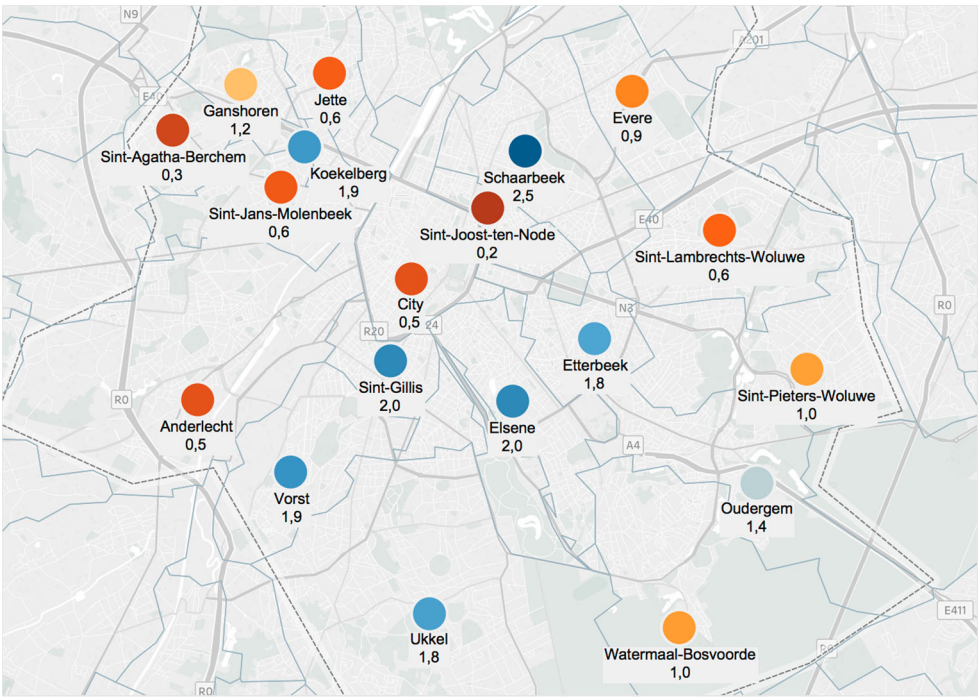 N9
A201
E40
Ganshoren
1,2
Jette
0,6
Evere
0,9
Sint-Agatha-Berchem
0,3
Koekelberg
1,9
Schaarbeek
2,5
Sint-Jans-Molenbeek
0,6
Sint-Joost-ten-Node
0,2
E40
Sint-Lambrechts-Woluwe
0,6
City
0,5
N3
R0
R20
24
Etterbeek
1,8
Sint-Gillis
2,0
Sint-Pieters-Woluwe
1,0
R0
Anderlecht
0,5
Elsene
2,0
A4
Vorst
1,9
Oudergem
1,4
E411
Ukkel
1,8
Watermaal-Bosvoorde
1,0
R0